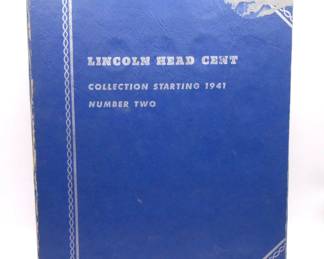 LINCOLN HEAD CENT
COLLECTION STARTING 1941
NUMBER TWO